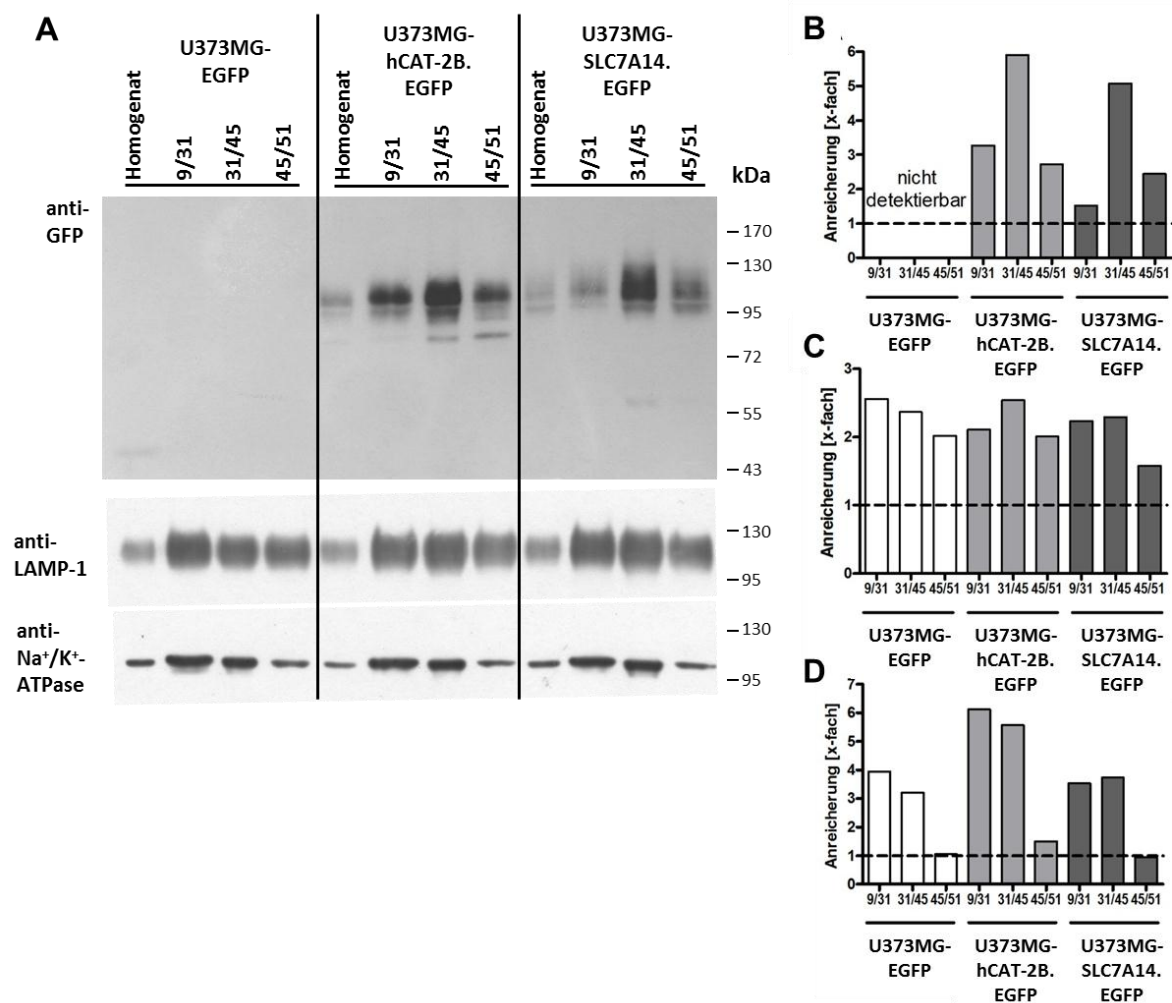 A
U373MG-
EGFP
U373MG-
hCAT-2B.
EGFP
U373MG-
SLC7A14.
EGFP
Homogenat
9/31
31/45
45/51
Homogenat
9/31
31/45
45/51
Homogenat
9/31
31/45
45/51
kDa
anti-
GFP
170
130
95
72
55
43
anti-
LAMP-1
130
95
anti-
Na⁺/K⁺-
ATPase
130
95
B
Anreicherung [x-fach]
6
5
4
3
2
1
0
nicht
detektierbar
9/31 31/45 45/51 9/31 31/45 45/51 9/31 31/45 45/51
U373MG-
EGFP
U373MG-
hCAT-2B.
EGFP
U373MG-
SLC7A14.
EGFP
C
Anreicherung [x-fach]
3
2
1
0
9/31 31/45 45/51 9/31 31/45 45/51 9/31 31/45 45/51
U373MG-
EGFP
U373MG-
hCAT-2B.
EGFP
U373MG-
SLC7A14.
EGFP
D
Anreicherung [x-fach]
7
6
5
4
3
2
1
0
9/31 31/45 45/51 9/31 31/45 45/51 9/31 31/45 45/51
U373MG-
EGFP
U373MG-
hCAT-2B.
EGFP
U373MG-
SLC7A14.
EGFP